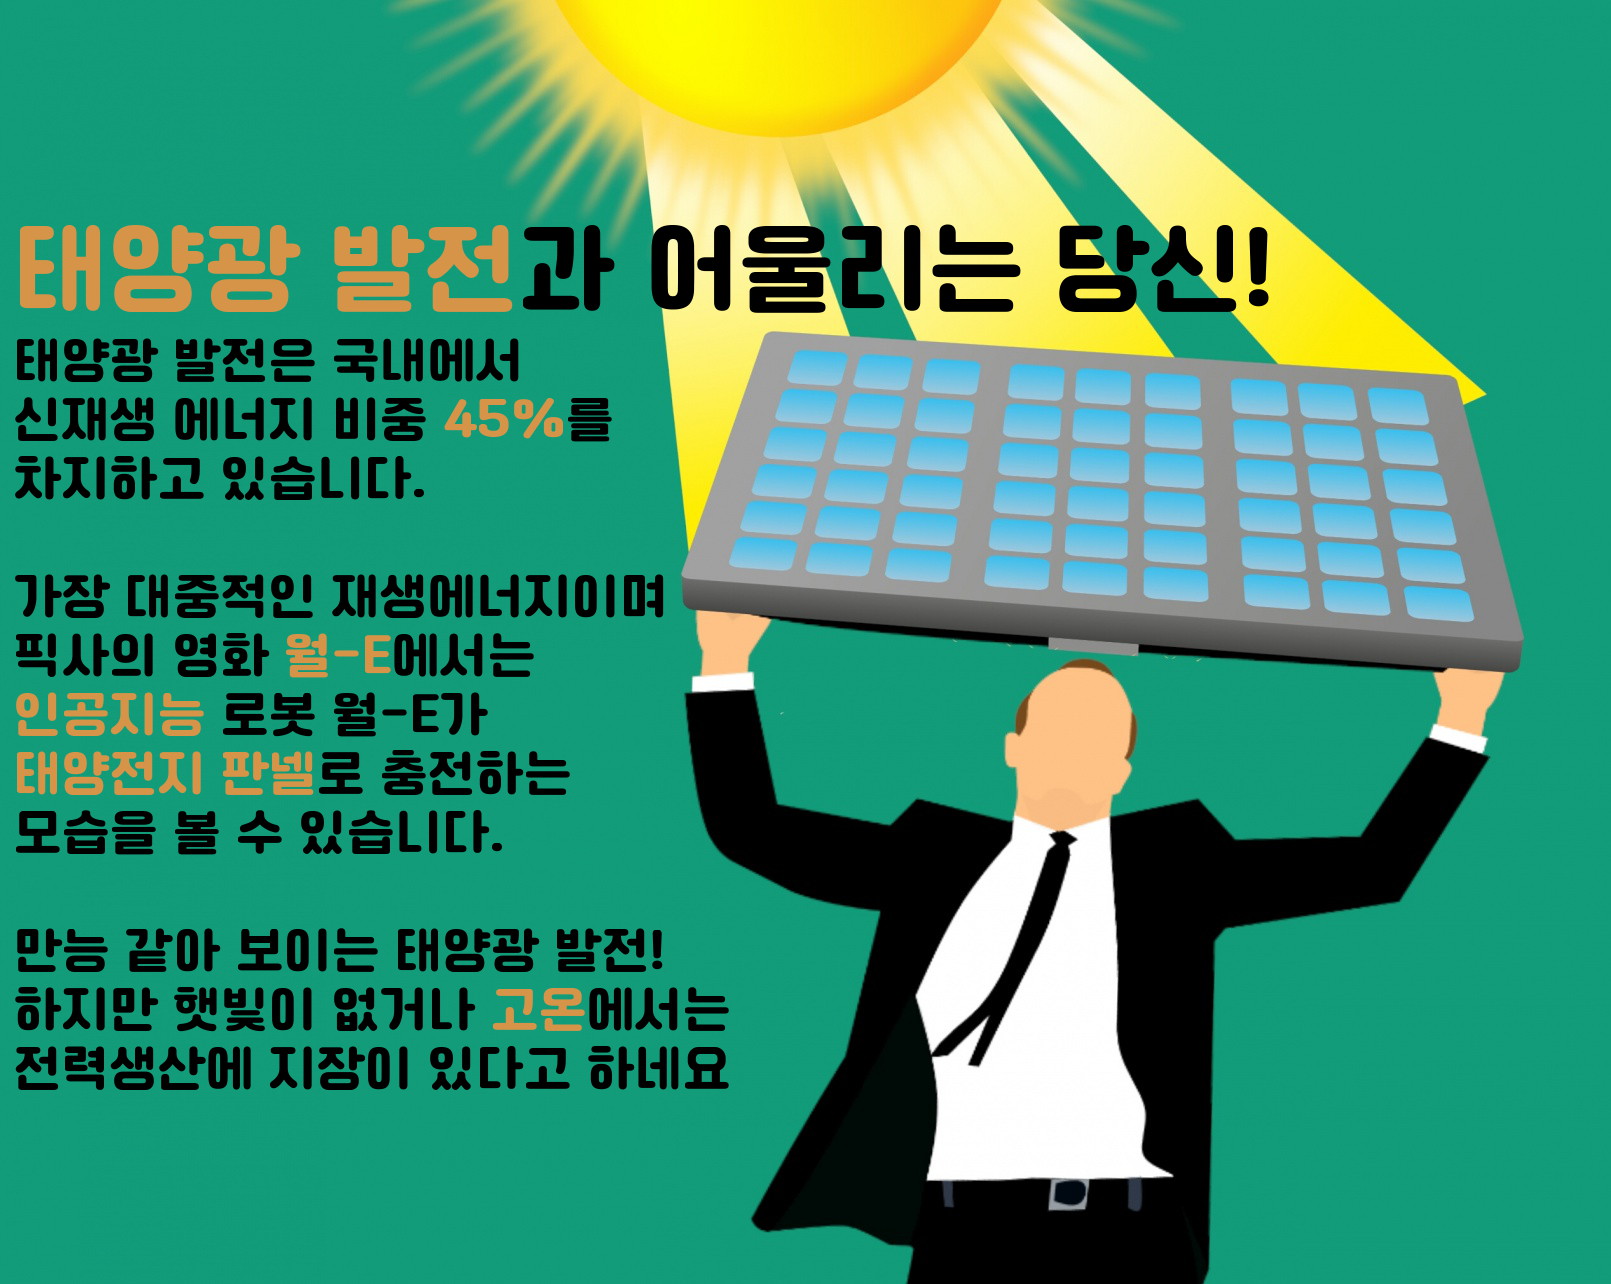 태양광 발전과 어울리는 당신!
태양광 발전은 국내에서
신재생 에너지 비중 45%를
차지하고 있습니다.
가장 대중적인 재생에너지이며
픽사의 영화 월-E에서는
인공지능 로봇 월-E가
태양전지 판넬로 충전하는
모습을 볼 수 있습니다.
만능 같아 보이는 태양광 발전!
하지만 햇빛이 없거나 고온에서는
전력생산에 지장이 있다고 하네요